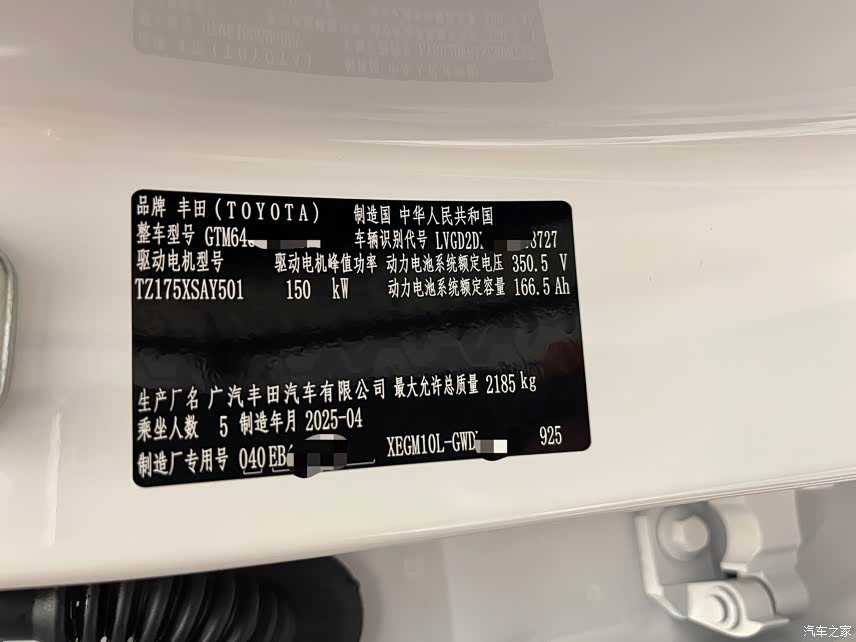 品牌 丰田(TOYOTA) 制造国 中华人民共和国
整车型号 GTM64 车辆识别代号 LVGD2D 3727
驱动电机型号 驱动电机峰值功率 动力电池系统额定电压 350.5 V
TZ175XSAY501 150 kW 动力电池系统额定容量 166.5 Ah
生产厂名 广汽丰田汽车有限公司 最大允许总质量 2185 kg
乘坐人数 5 制造年月 2025-04
制造厂专用号 040 EB XEGM10L-GWD 925
汽车之家